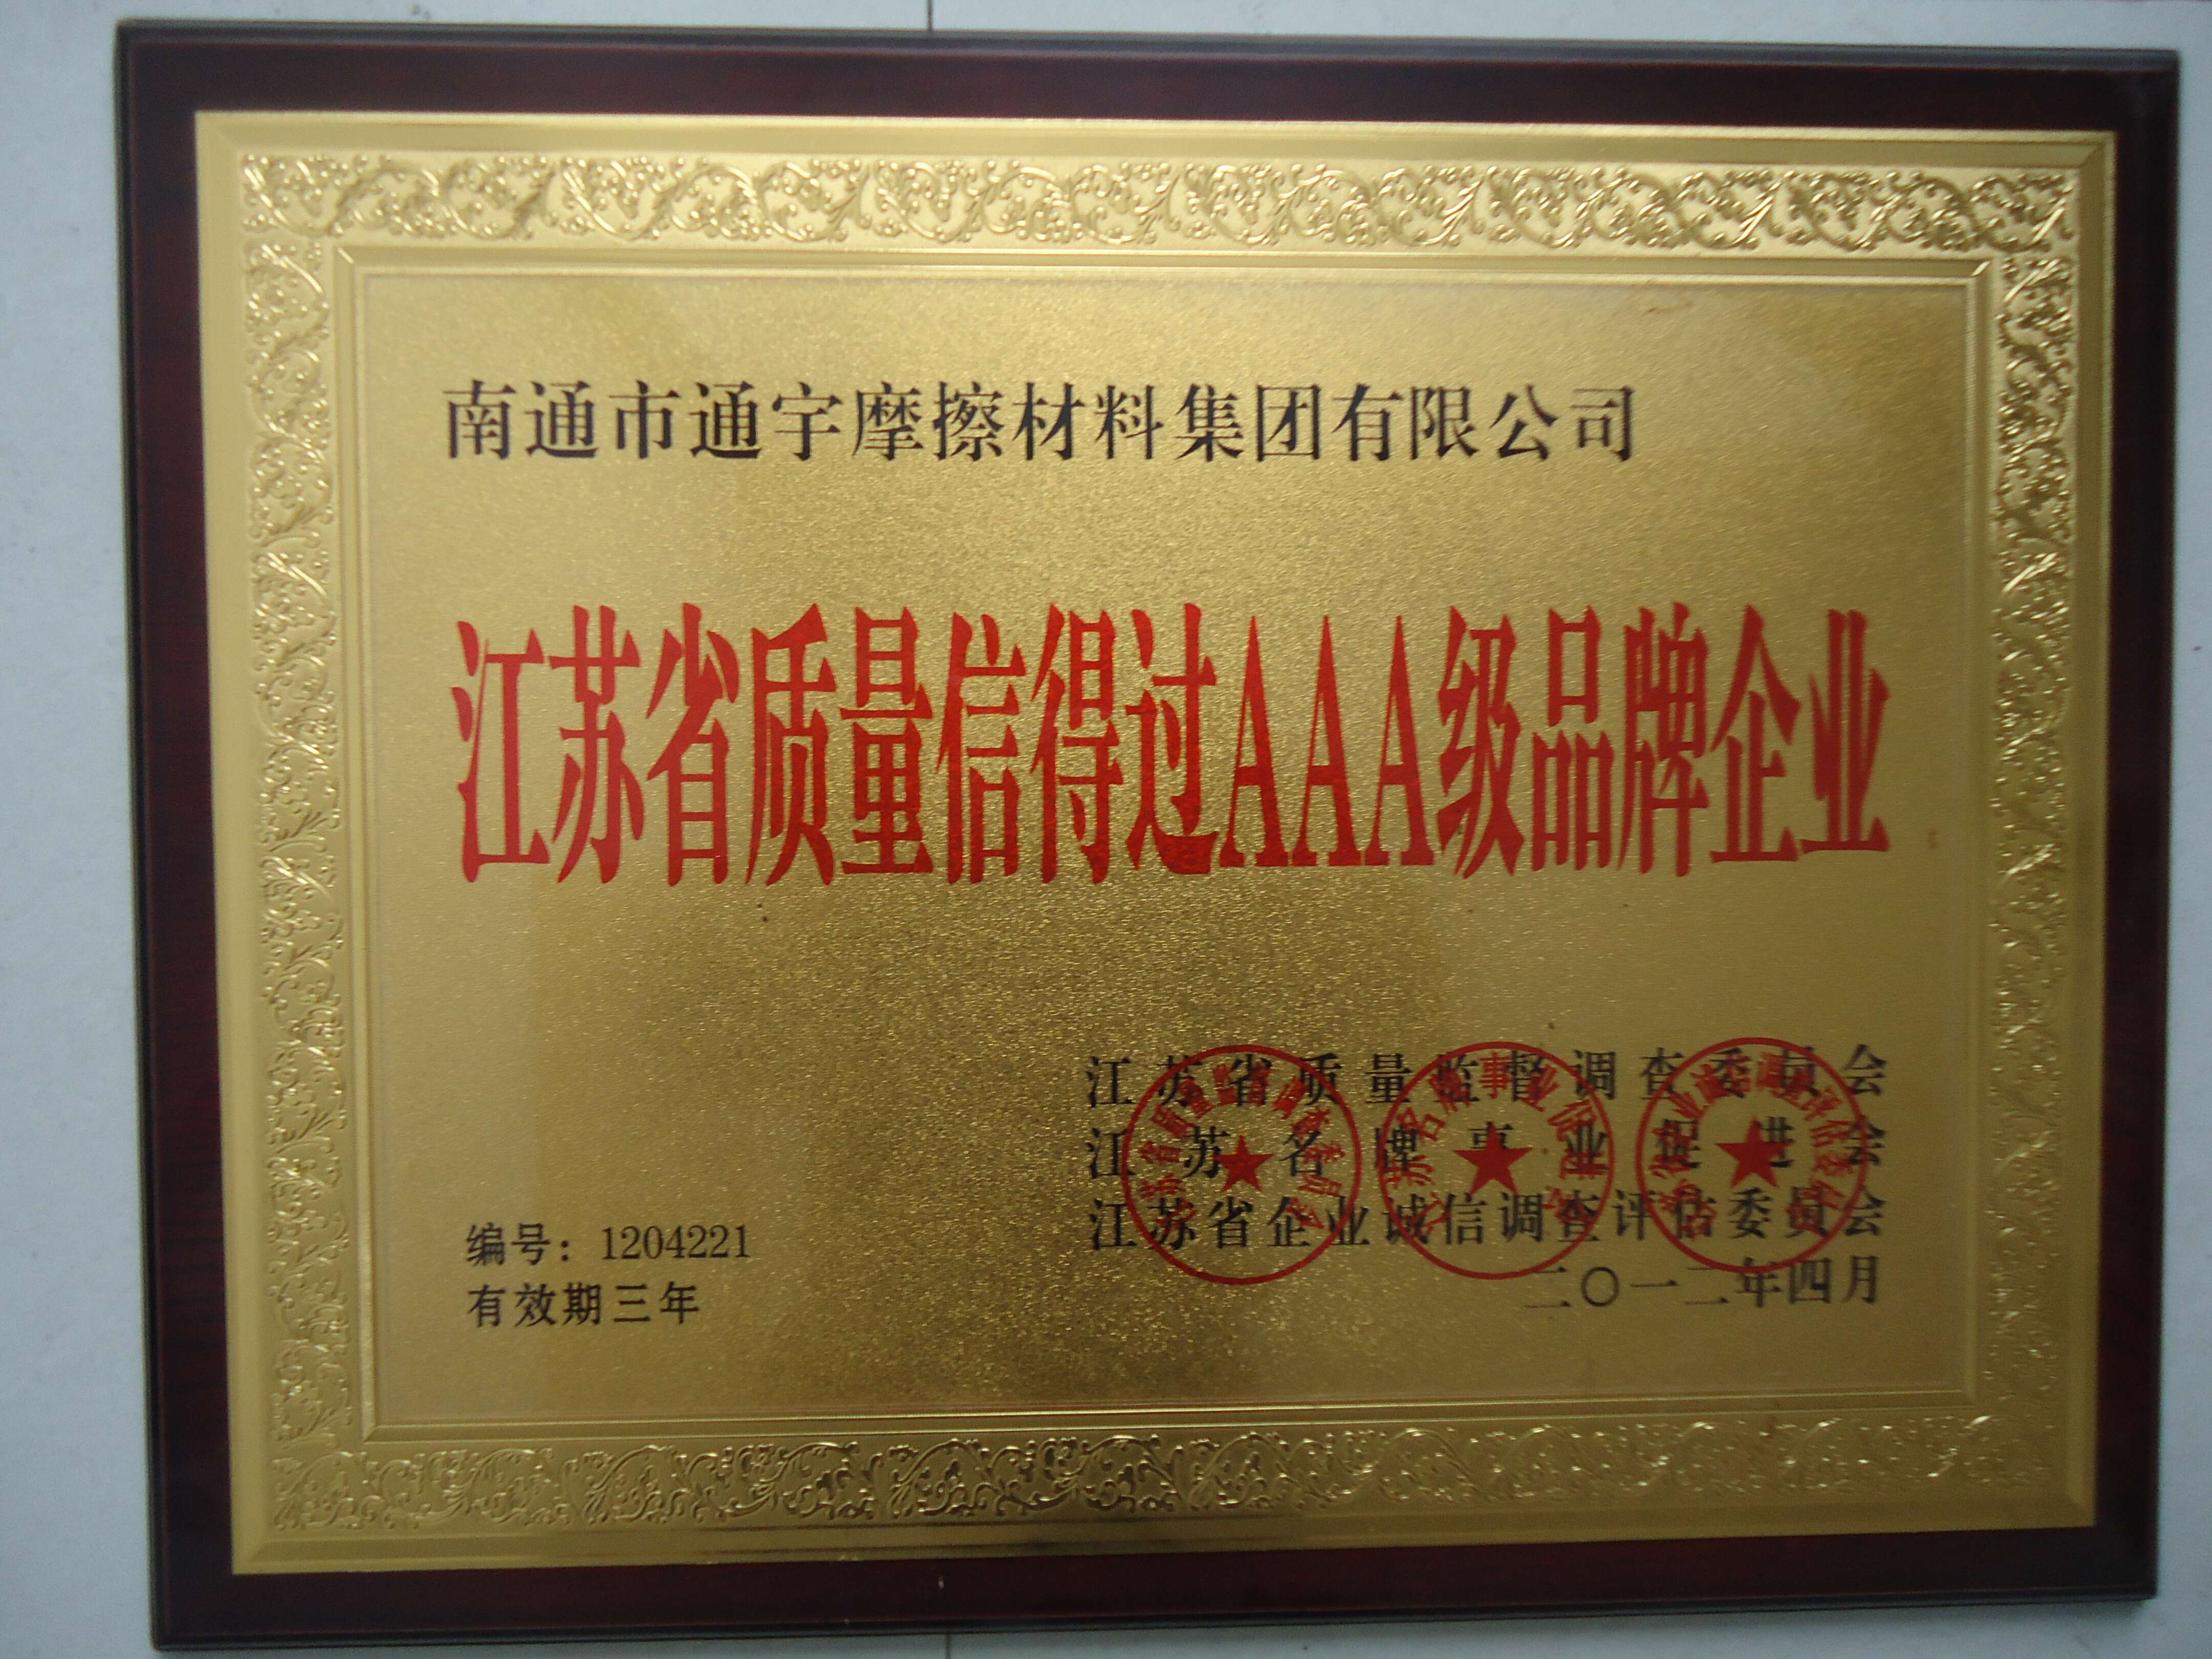 南通市通宇摩擦材料集团有限公司
江苏省质量信得过AAA级品牌企业
江苏省质量监督调查委员会
江苏名牌事业促进会
江苏省企业诚信调查评估委员会
二〇一二年四月
编号：1204221
有效期三年